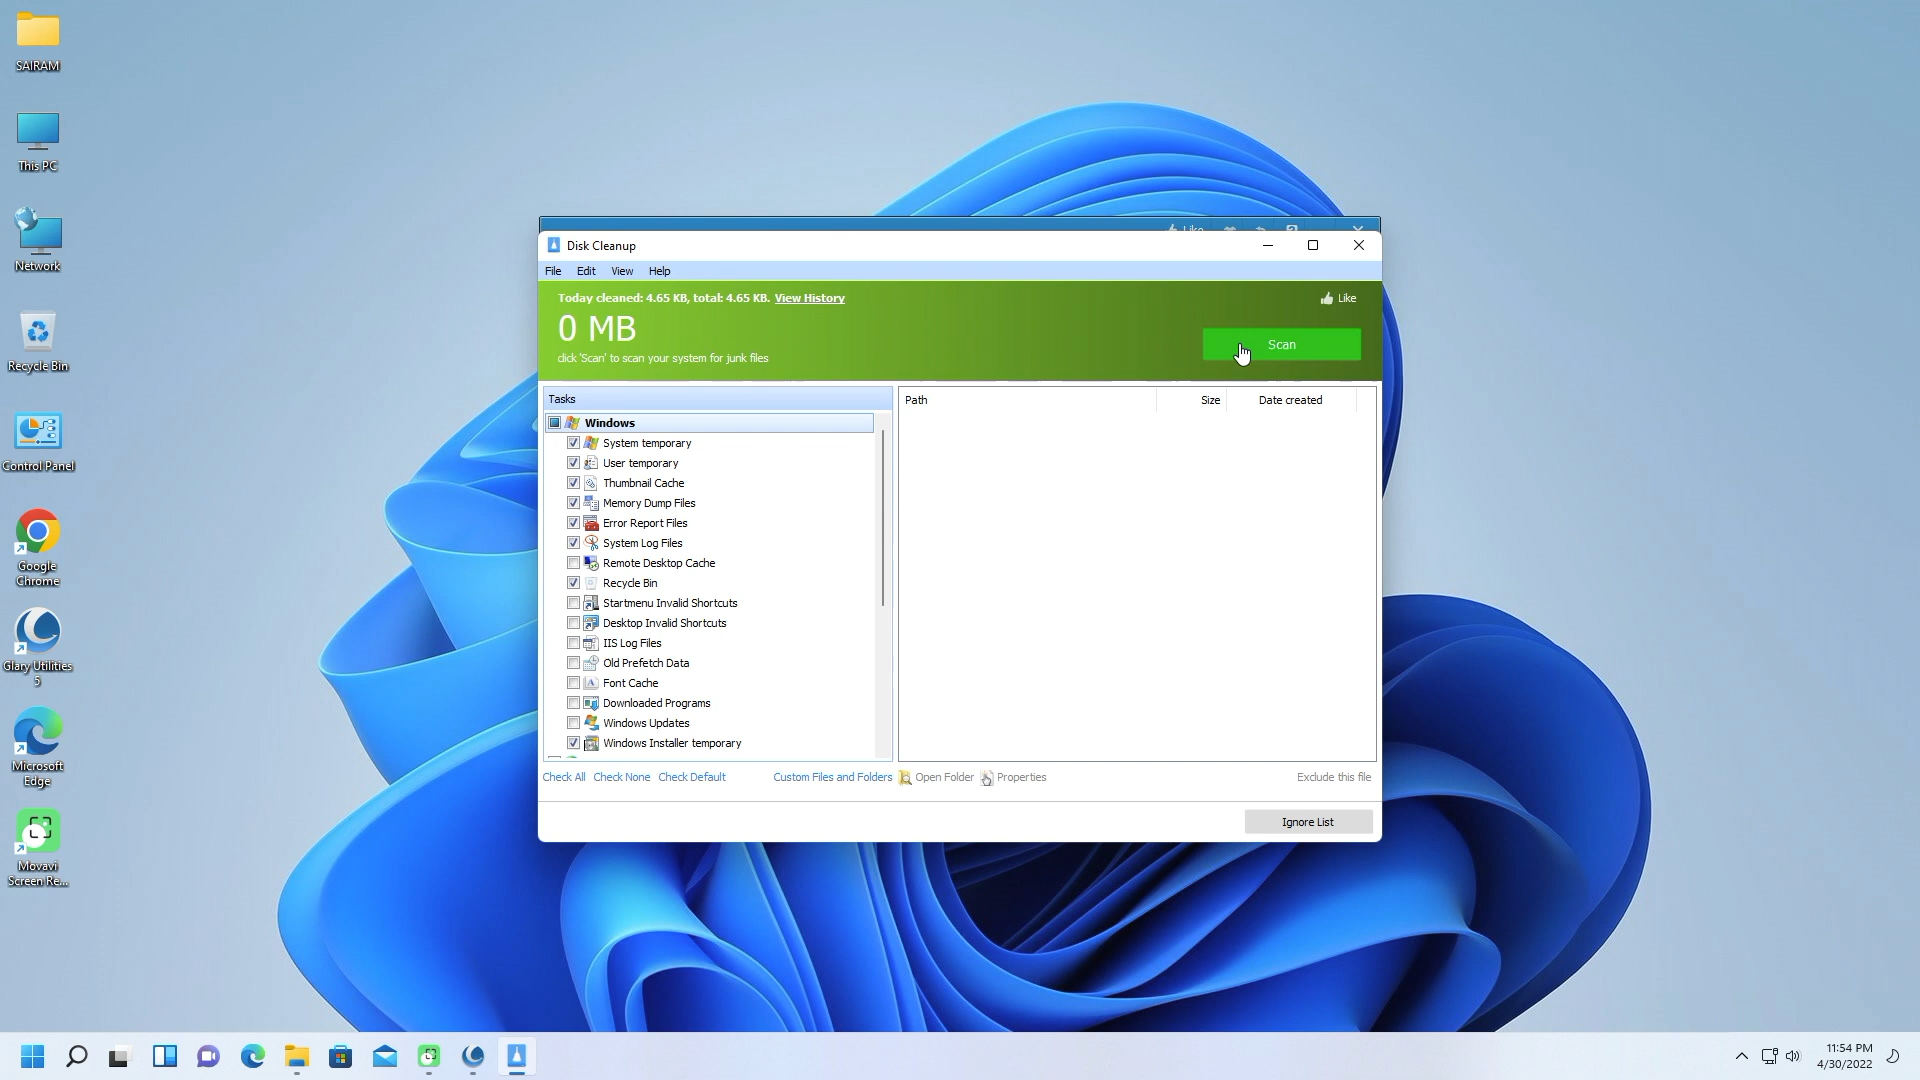 SAIRAM
This PC
Network
Recycle Bin
Control Panel
Google
Chrome
Glary Utilities
5
Microsoft
Edge
Movavi
Screen Re...
Like
Disk Cleanup
File Edit View Help
Today cleaned: 4.65 KB, total: 4.65 KB. View History
Like
0 MB
Scan
click 'Scan' to scan your system for junk files
Tasks
Path Size Date created
Windows
System temporary
User temporary
Thumbnail Cache
Memory Dump Files
Error Report Files
System Log Files
Remote Desktop Cache
Recycle Bin
Startmenu Invalid Shortcuts
Desktop Invalid Shortcuts
IIS Log Files
Old Prefetch Data
Font Cache
Downloaded Programs
Windows Updates
Windows Installer temporary
Check All Check None Check Default Custom Files and Folders Open Folder Properties Exclude this file
Ignore List
11:54 PM
4/30/2022